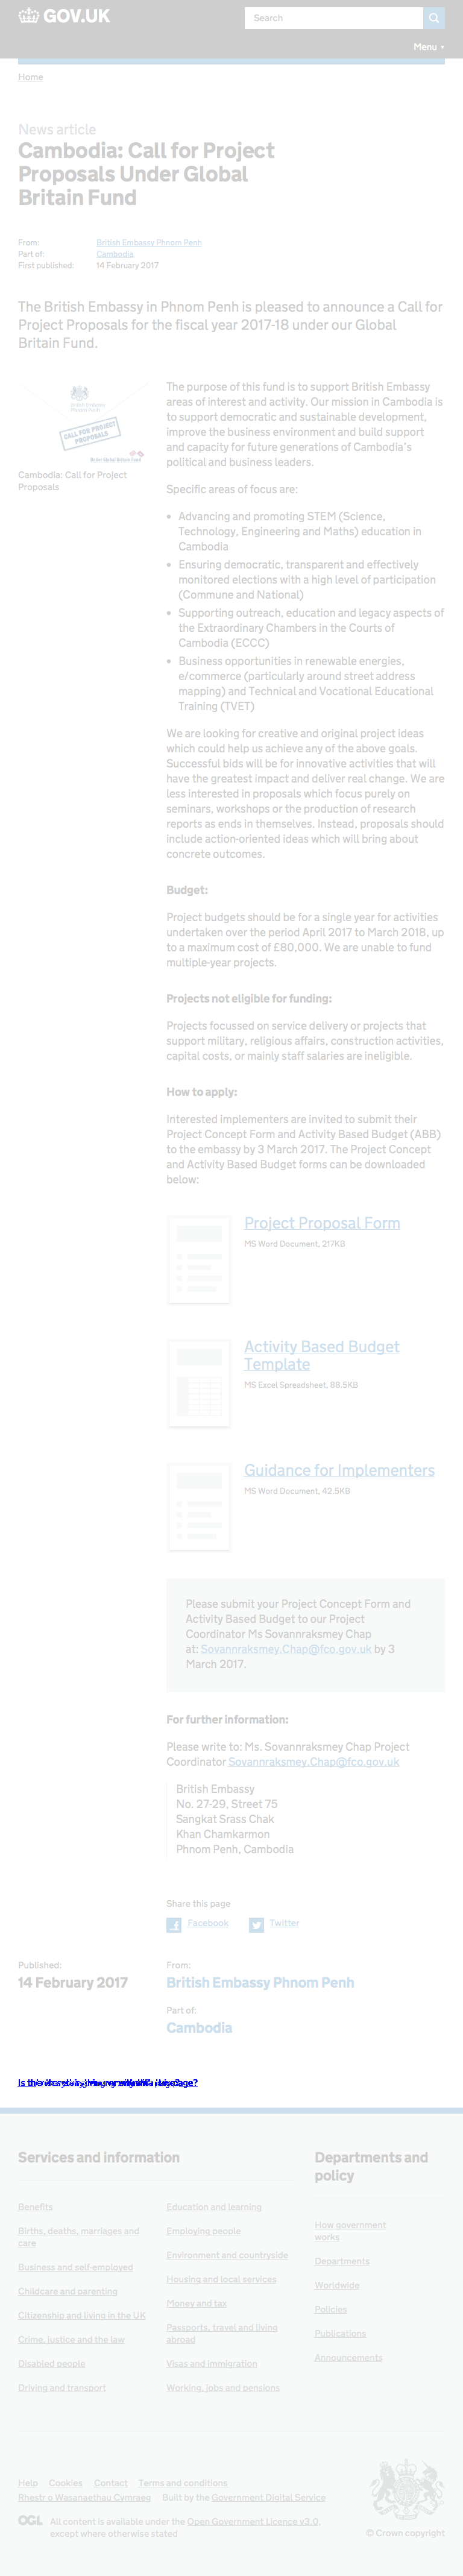 GOV.UK
Search
Menu
Home
News article
Cambodia: Call for Project
Proposals Under Global
Britain Fund
From: British Embassy Phnom Penh
Part of: Cambodia
First published: 14 February 2017
The British Embassy in Phnom Penh is pleased to announce a Call for
Project Proposals for the fiscal year 2017-18 under our Global
Britain Fund.
British Embassy
Phnom Penh
CALL FOR PROJECT
PROPOSALS
Under Global Britain Fund
Cambodia: Call for Project
Proposals
The purpose of this fund is to support British Embassy
areas of interest and activity. Our mission in Cambodia is
to support democratic and sustainable development,
improve the business environment and build support
and capacity for future generations of Cambodia's
political and business leaders.
Specific areas of focus are:
Advancing and promoting STEM (Science,
Technology, Engineering and Maths) education in
Cambodia
Ensuring democratic, transparent and effectively
monitored elections with a high level of participation
(Commune and National)
Supporting outreach, education and legacy aspects of
the Extraordinary Chambers in the Courts of
Cambodia (ECCC)
Business opportunities in renewable energies,
e/commerce (particularly around street address
mapping) and Technical and Vocational Educational
Training (TVET)
We are looking for creative and original project ideas
which could help us achieve any of the above goals.
Successful bids will be for innovative activities that will
have the greatest impact and deliver real change. We are
less interested in proposals which focus purely on
seminars, workshops or the production of research
reports as ends in themselves. Instead, proposals should
include action-oriented ideas which will bring about
concrete outcomes.
Budget:
Project budgets should be for a single year for activities
undertaken over the period April 2017 to March 2018, up
to a maximum cost of £80,000. We are unable to fund
multiple-year projects.
Projects not eligible for funding:
Projects focussed on service delivery or projects that
support military, religious affairs, construction activities,
capital costs, or mainly staff salaries are ineligible.
How to apply:
Interested implementers are invited to submit their
Project Concept Form and Activity Based Budget (ABB)
to the embassy by 3 March 2017. The Project Concept
and Activity Based Budget forms can be downloaded
below:
Project Proposal Form
MS Word Document, 217KB
Activity Based Budget
Template
MS Excel Spreadsheet, 88.5KB
Guidance for Implementers
MS Word Document, 42.5KB
Please submit your Project Concept Form and
Activity Based Budget to our Project
Coordinator Ms Sovannraksmey Chap
at: Sovannraksmey.Chap@fco.gov.uk by 3
March 2017.
For further information:
Please write to: Ms. Sovannraksmey Chap Project
Coordinator Sovannraksmey.Chap@fco.gov.uk
British Embassy
No. 27-29, Street 75
Sangkat Srass Chak
Khan Chamkarmon
Phnom Penh, Cambodia
Share this page
Facebook
Twitter
Published:
14 February 2017
From:
British Embassy Phnom Penh
Part of:
Cambodia
Services and information
Benefits
Births, deaths, marriages and
care
Business and self-employed
Childcare and parenting
Citizenship and living in the UK
Crime, justice and the law
Disabled people
Driving and transport
Education and learning
Employing people
Environment and countryside
Housing and local services
Money and tax
Passports, travel and living
abroad
Visas and immigration
Working, jobs and pensions
Departments and
policy
How government
works
Departments
Worldwide
Policies
Publications
Announcements
Help Cookies Contact Terms and conditions
Rhestr o Wasanaethau Cymraeg Built by the Government Digital Service
OGL All content is available under the Open Government Licence v3.0,
except where otherwise stated
© Crown copyright